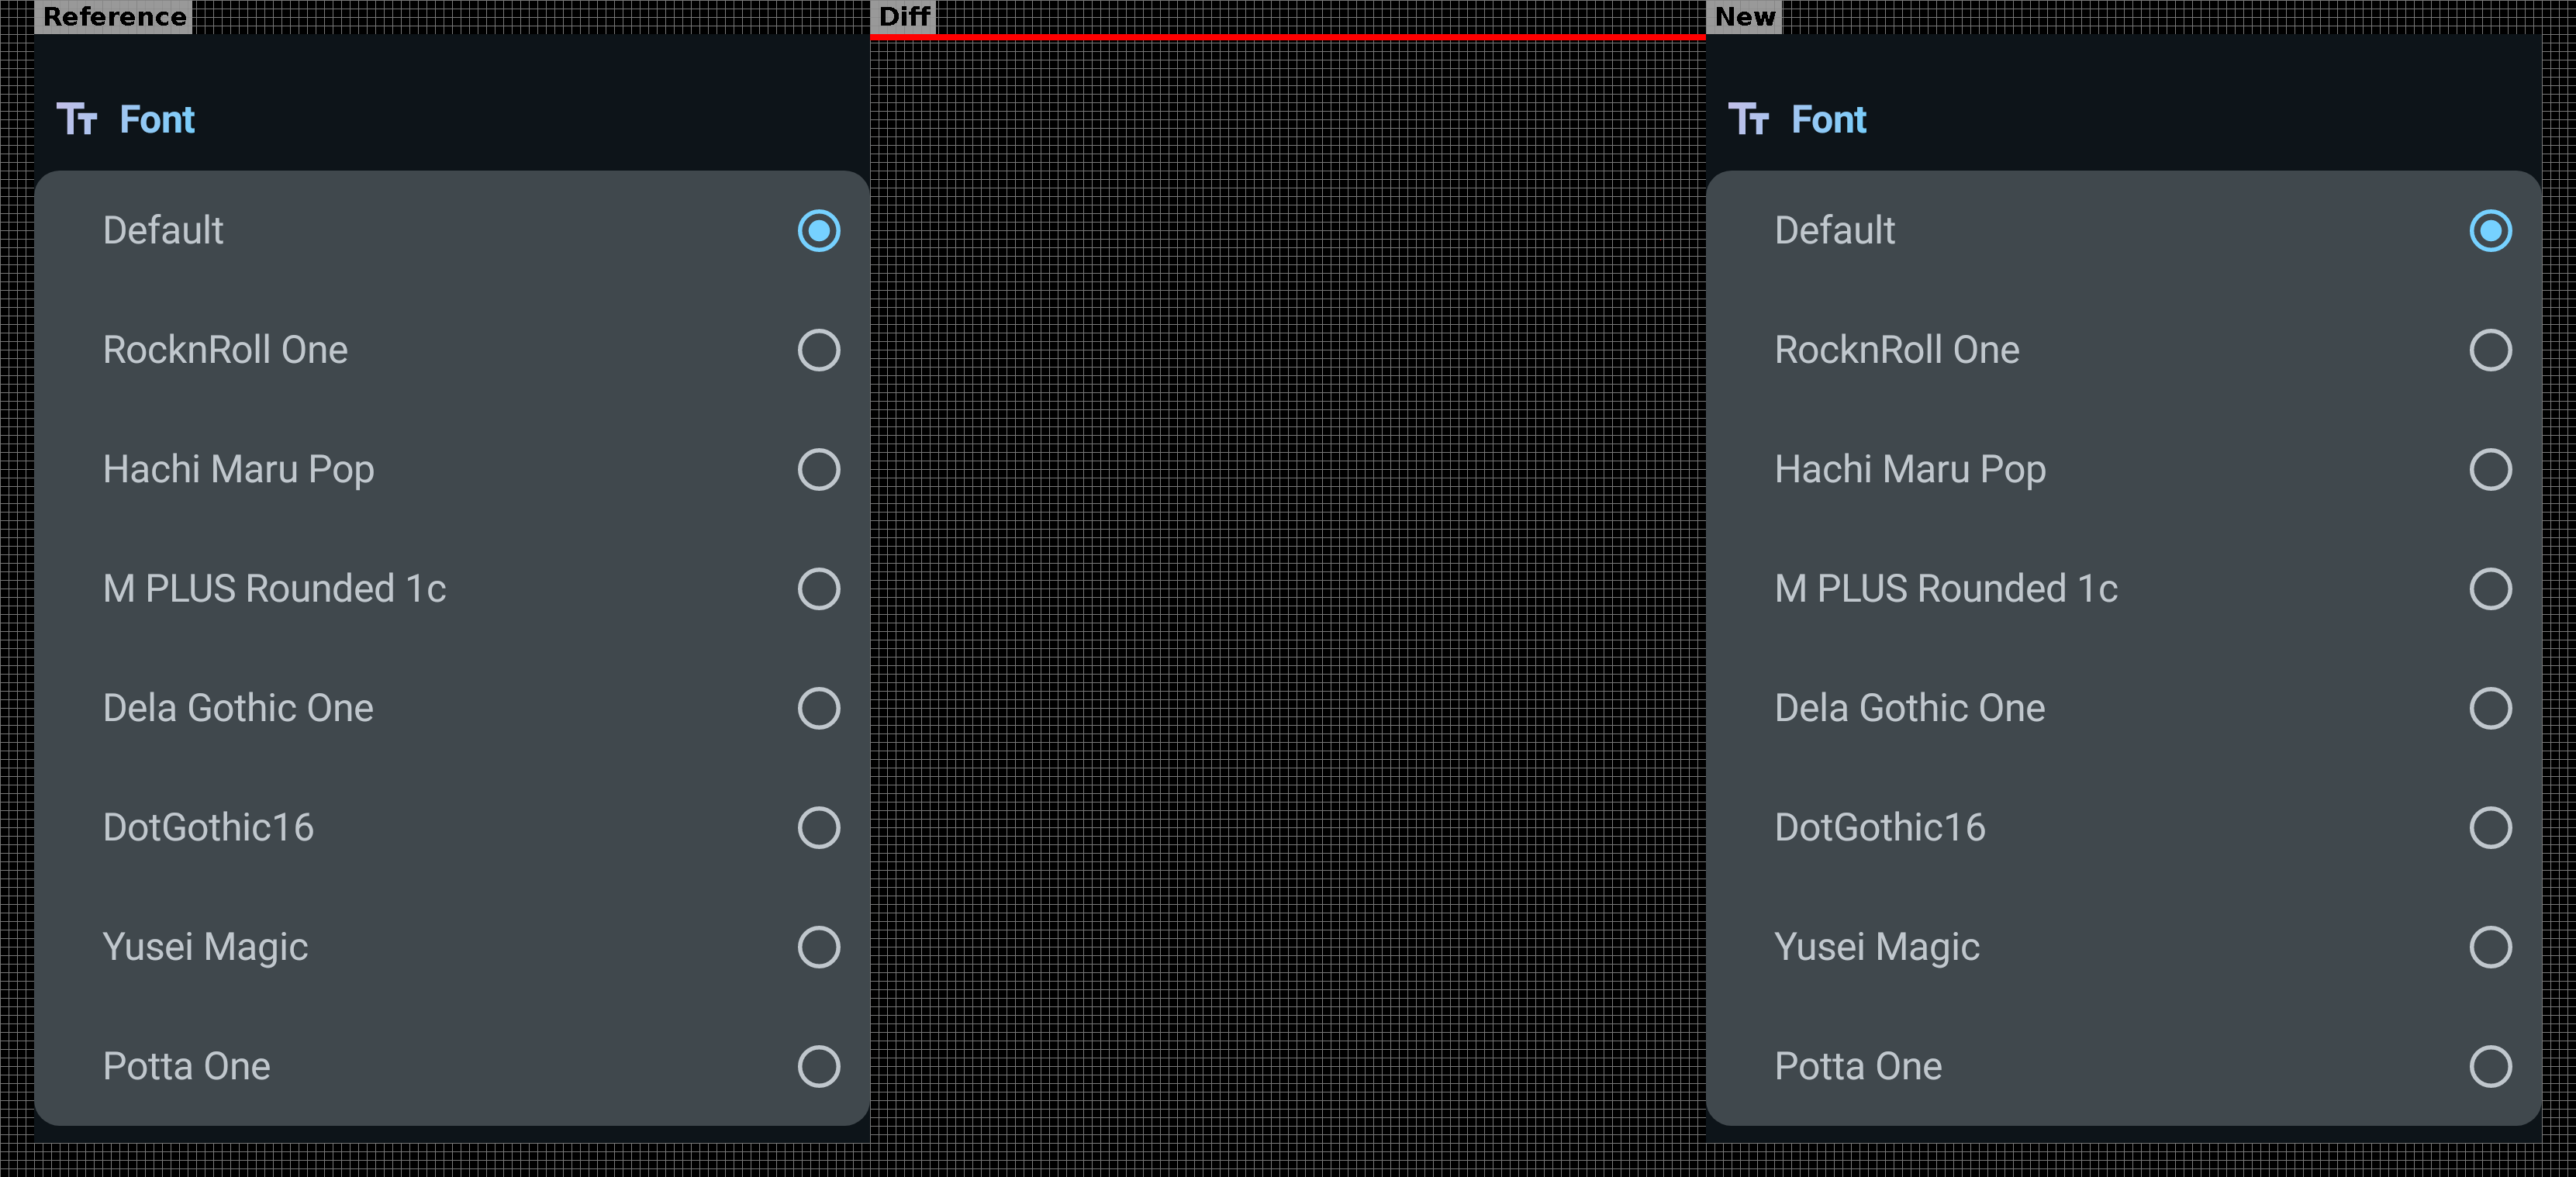 Reference
Diff
New
Tт Font
Default
RocknRoll One
Hachi Maru Pop
M PLUS Rounded 1c
Dela Gothic One
DotGothic16
Yusei Magic
Potta One
Tт Font
Default
RocknRoll One
Hachi Maru Pop
M PLUS Rounded 1c
Dela Gothic One
DotGothic16
Yusei Magic
Potta One